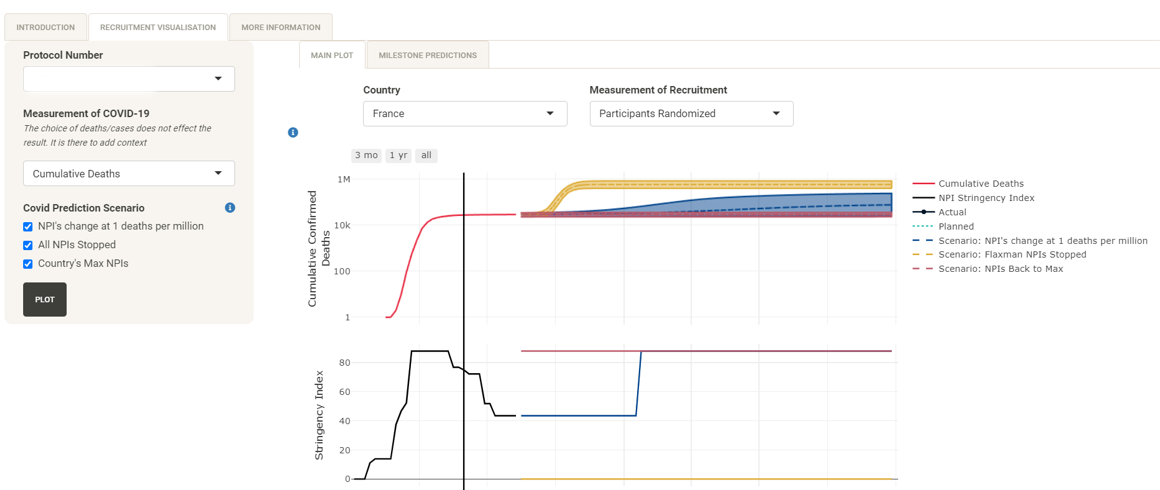 INTRODUCTION
RECRUITMENT VISUALISATION
MORE INFORMATION
Protocol Number
Measurement of COVID-19
The choice of deaths/cases does not effect the
result. It is there to add context
Cumulative Deaths
Covid Prediction Scenario
NPI's change at 1 deaths per million
All NPIs Stopped
Country's Max NPIs
PLOT
MAIN PLOT
MILESTONE PREDICTIONS
Country
France
Measurement of Recruitment
Participants Randomized
3 mo
1 yr
all
Cumulative Confirmed
Deaths
1M
10k
100
1
Cumulative Deaths
NPI Stringency Index
Actual
Planned
Scenario: NPI's change at 1 deaths per million
Scenario: Flaxman NPIs Stopped
Scenario: NPIs Back to Max
Stringency Index
80
60
40
20
0